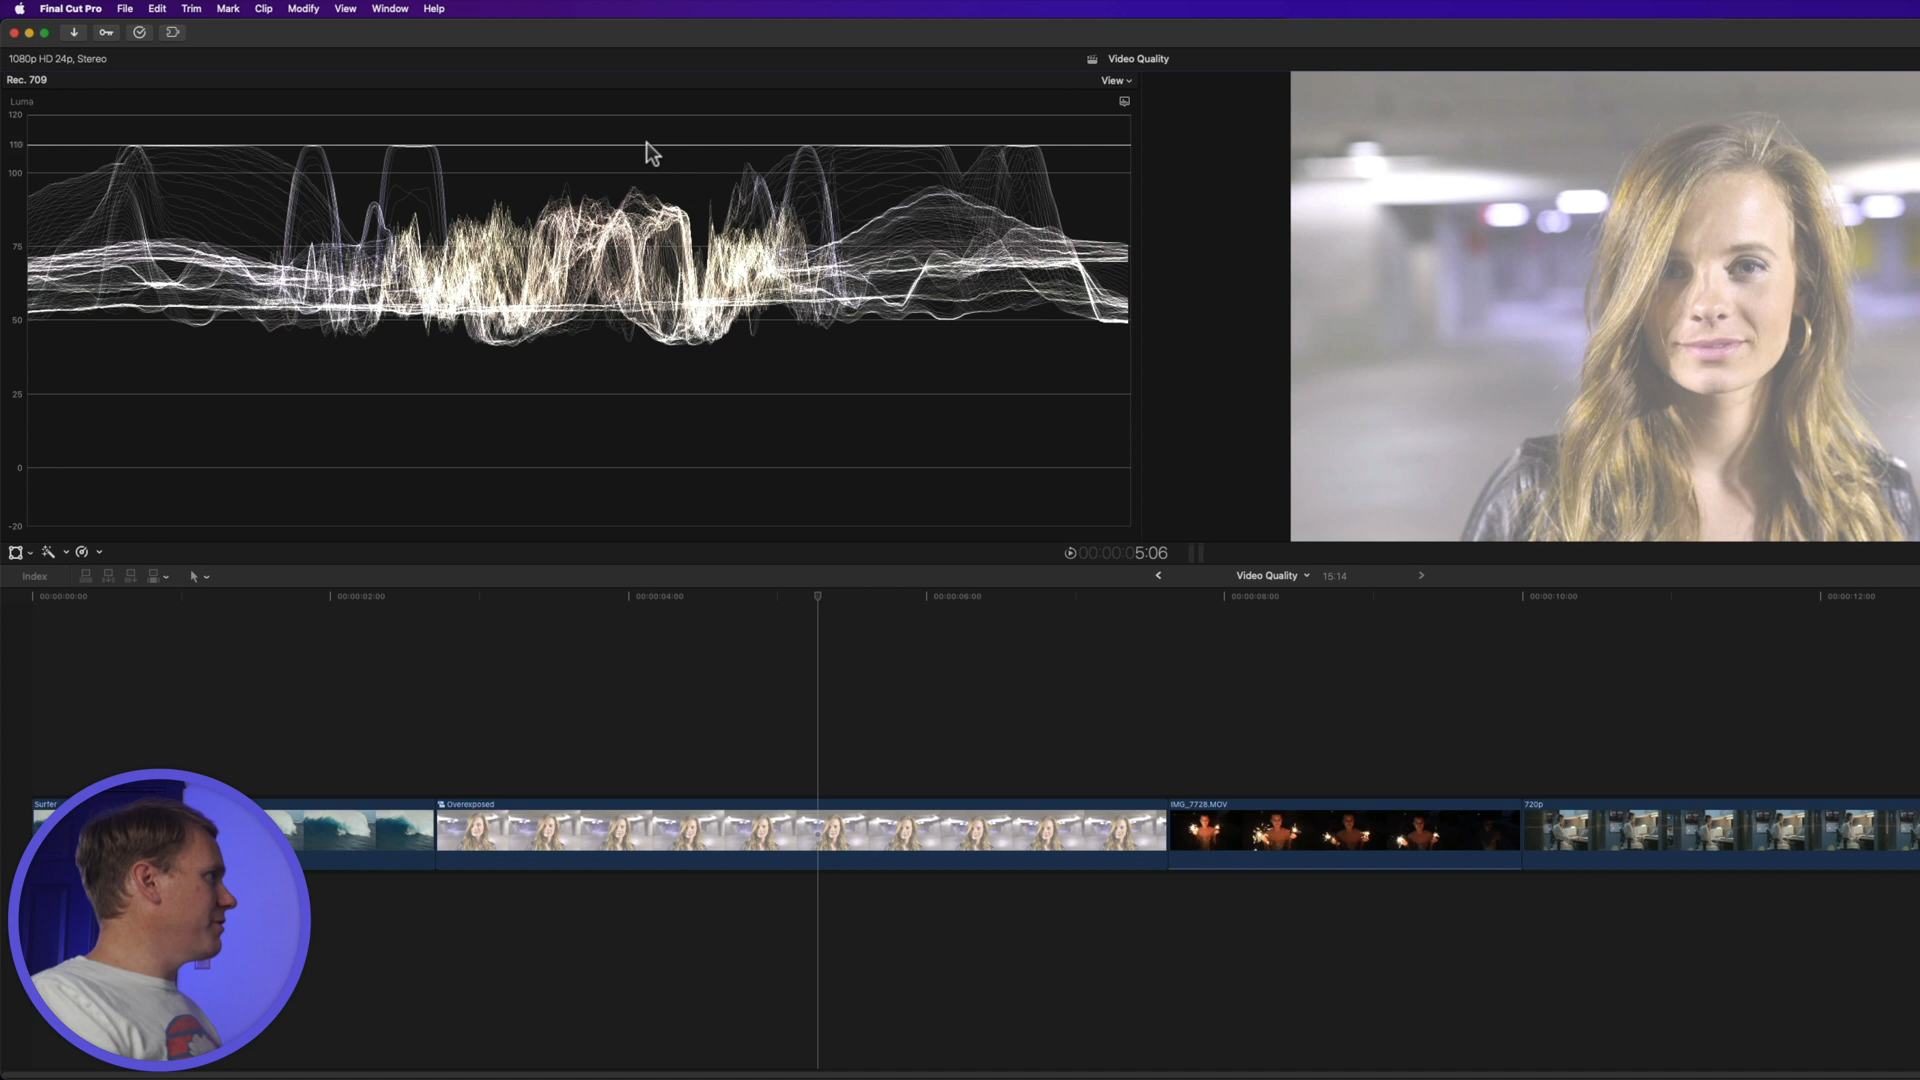 Final Cut Pro File Edit Trim Mark Clip Modify View Window Help
1080p HD 24p, Stereo
Video Quality
Rec. 709
View
Luma
120
110
100
75
50
25
0
-20
00:00:05:06
Index
Video Quality
15:14
00:00:00:00 00:00:02:00 00:00:04:00 00:00:06:00 00:00:08:00 00:00:10:00 00:00:12:00
Surfer
Overexposed
IMG_7728.MOV
720p